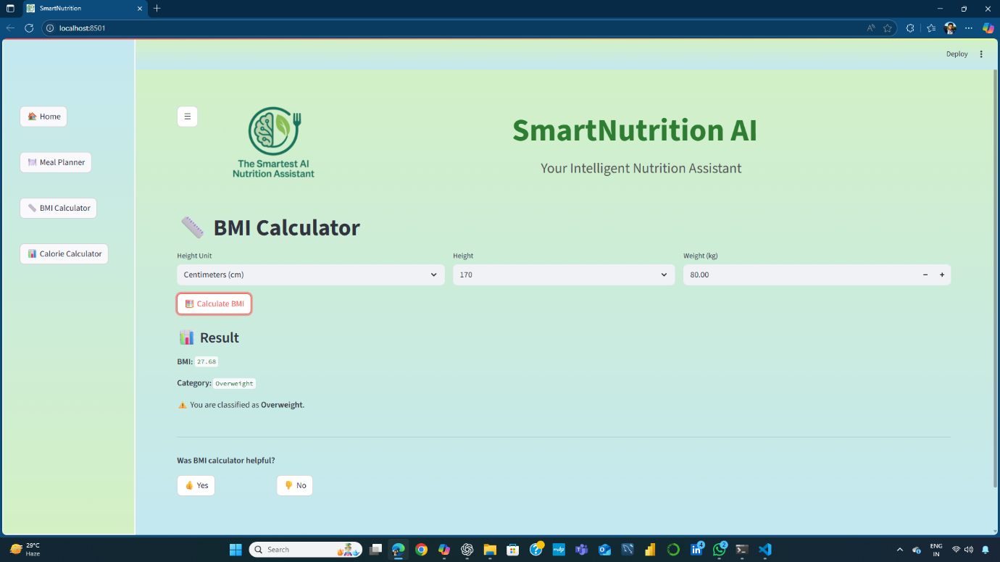 SmartNutrition
localhost:8501
Deploy
Home
Meal Planner
BMI Calculator
Calorie Calculator
The Smartest AI
Nutrition Assistant
SmartNutrition AI
Your Intelligent Nutrition Assistant
BMI Calculator
Height Unit
Height
Weight (kg)
Centimeters (cm)
170
80.00
Calculate BMI
Result
BMI: 27.68
Category: Overweight
You are classified as Overweight.
Was BMI calculator helpful?
Yes
No
29°C
Haze
Search
4
2
ENG
IN